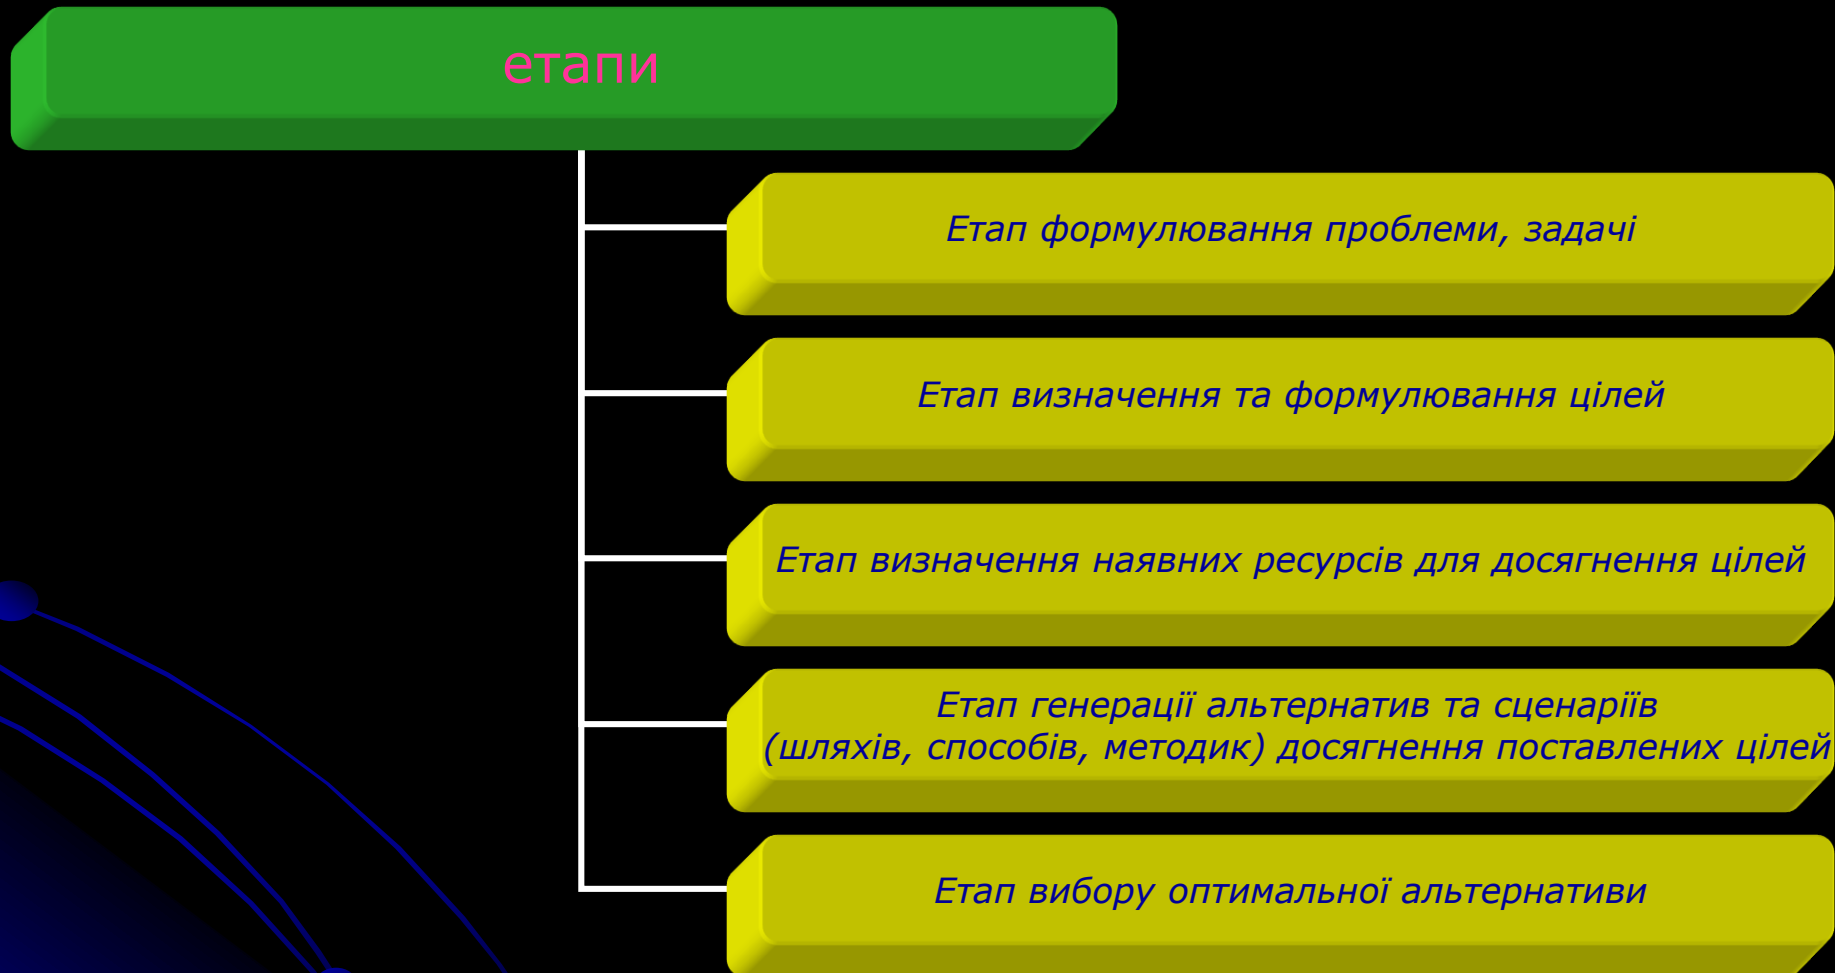 етапи
Етап формулювання проблеми, задачі
Етап визначення та формулювання цілей
Етап визначення наявних ресурсів для досягнення цілей
Етап генерації альтернатив та сценаріїв
(шляхів, способів, методик) досягнення поставлених цілей
Етап вибору оптимальної альтернативи